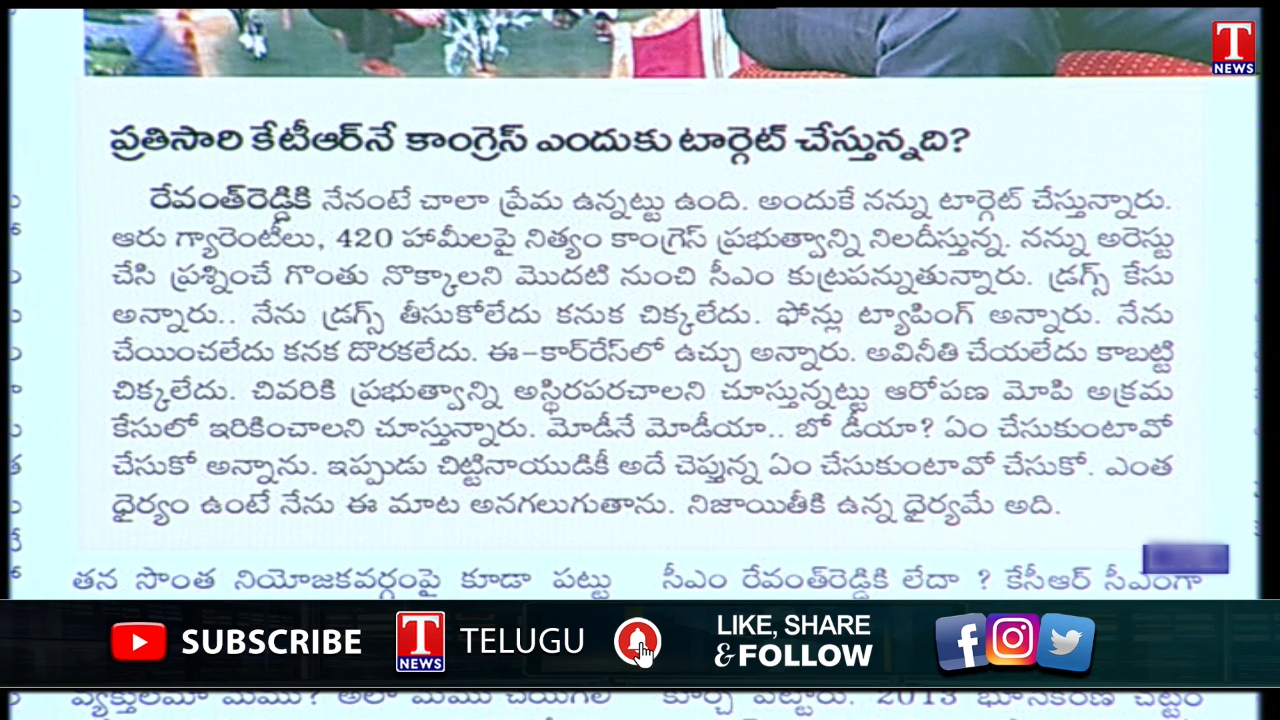 T
NEWS
ప్రతిసారి కేటీఆర్‌నే కాంగ్రెస్ ఎందుకు టార్గెట్ చేస్తున్నది?
రేవంత్‌రెడ్డికి నేనంటే చాలా ప్రేమ ఉన్నట్టు ఉంది. అందుకే నన్ను టార్గెట్ చేస్తున్నారు.
ఆరు గ్యారెంటీలు, 420 హామీలపై నిత్యం కాంగ్రెస్ ప్రభుత్వాన్ని నిలదీస్తున్న. నన్ను అరెస్టు
చేసి ప్రశ్నించే గొంతు నొక్కాలని మొదటి నుంచి సీఎం కుట్రపన్నుతున్నారు. డ్రగ్స్ కేసు
అన్నారు.. నేను డ్రగ్స్ తీసుకోలేదు కనుక చిక్కలేదు. ఫోన్లు ట్యాపింగ్ అన్నారు. నేను
చేయించలేదు కనక దొరకలేదు. ఈ-కార్‌రేస్‌లో ఉచ్చు అన్నారు. అవినీతి చేయలేదు కాబట్టి
చిక్కలేదు. చివరికి ప్రభుత్వాన్ని అస్థిరపరచాలని చూస్తున్నట్టు ఆరోపణ మోపి అక్రమ
కేసులో ఇరికించాలని చూస్తున్నారు. మోడీనే మోడీయా.. బో డీయా? ఏం చేసుకుంటావో
చేసుకో అన్నాను. ఇప్పుడు చిట్టినాయుడికీ అదే చెప్తున్న ఏం చేసుకుంటావో చేసుకో. ఎంత
ధైర్యం ఉంటే నేను ఈ మాట అనగలుగుతాను. నిజాయితీకి ఉన్న ధైర్యమే అది.
తన సొంత నియోజకవర్గంపై కూడా పట్టు
సీఎం రేవంత్‌రెడ్డికి లేదా ? కేసీఆర్ సీఎంగా
SUBSCRIBE
T
NEWS
TELUGU
LIKE, SHARE
& FOLLOW
2013